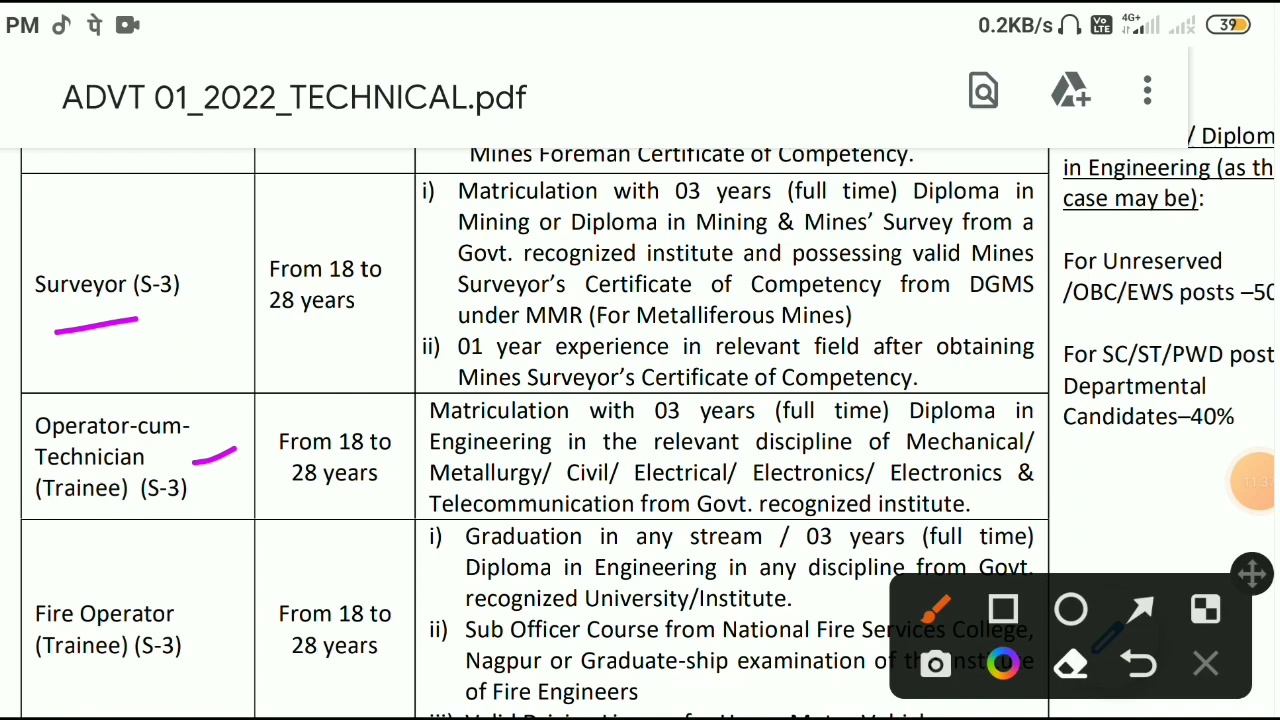 PM पे
0.2KB/s Vo LTE 4G+ 39
ADVT 01_2022_TECHNICAL.pdf
Mines Foreman Certificate of Competency.
Surveyor (S-3)
From 18 to
28 years
i) Matriculation with 03 years (full time) Diploma in
Mining or Diploma in Mining & Mines’ Survey from a
Govt. recognized institute and possessing valid Mines
Surveyor’s Certificate of Competency from DGMS
under MMR (For Metalliferous Mines)
ii) 01 year experience in relevant field after obtaining
Mines Surveyor’s Certificate of Competency.
Operator-cum-
Technician
(Trainee) (S-3)
From 18 to
28 years
Matriculation with 03 years (full time) Diploma in
Engineering in the relevant discipline of Mechanical/
Metallurgy/ Civil/ Electrical/ Electronics/ Electronics &
Telecommunication from Govt. recognized institute.
Fire Operator
(Trainee) (S-3)
From 18 to
28 years
i) Graduation in any stream / 03 years (full time)
Diploma in Engineering in any discipline from Govt.
recognized University/Institute.
ii) Sub Officer Course from National Fire Services College,
Nagpur or Graduate-ship examination of the Institute
of Fire Engineers
/ Diplom
in Engineering (as th
case may be):
For Unreserved
/OBC/EWS posts –50
For SC/ST/PWD post
Departmental
Candidates–40%